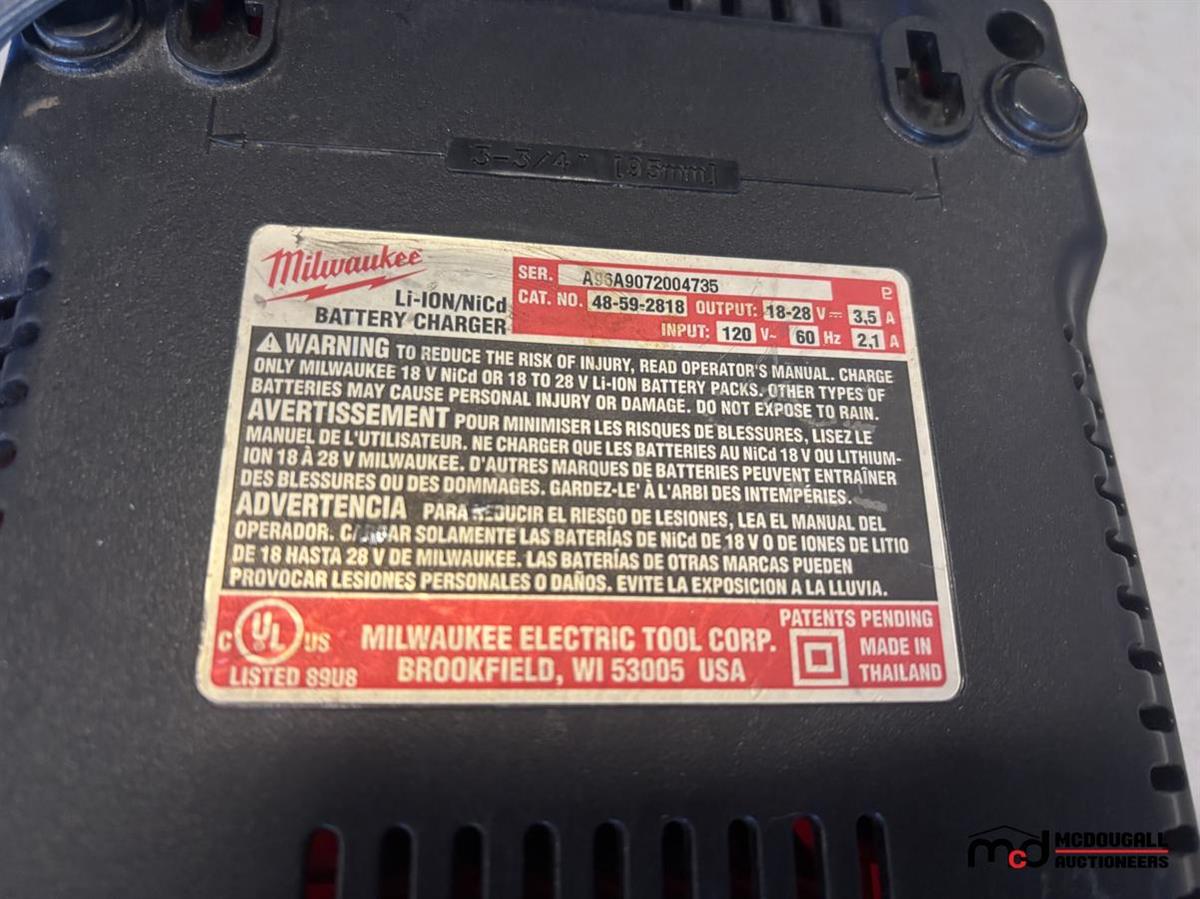 3-3/4" [95mm]
Milwaukee
Li-ION/NiCd
BATTERY CHARGER
SER. A96A9072004735
CAT. NO. 48-59-2818 OUTPUT: 18-28 V 3,5 A
INPUT: 120 V~ 60 Hz 2,1 A
WARNING TO REDUCE THE RISK OF INJURY, READ OPERATOR'S MANUAL. CHARGE
ONLY MILWAUKEE 18 V NiCd OR 18 TO 28 V Li-ION BATTERY PACKS. OTHER TYPES OF
BATTERIES MAY CAUSE PERSONAL INJURY OR DAMAGE. DO NOT EXPOSE TO RAIN.
AVERTISSEMENT POUR MINIMISER LES RISQUES DE BLESSURES, LISEZ LE
MANUEL DE L'UTILISATEUR. NE CHARGER QUE LES BATTERIES AU NiCd 18 V OU LITHIUM-
ION 18 À 28 V MILWAUKEE. D'AUTRES MARQUES DE BATTERIES PEUVENT ENTRAÎNER
DES BLESSURES OU DES DOMMAGES. GARDEZ-LE' À L'ARBI DES INTEMPÉRIES.
ADVERTENCIA PARA REDUCIR EL RIESGO DE LESIONES, LEA EL MANUAL DEL
OPERADOR. CARGAR SOLAMENTE LAS BATERÍAS DE NiCd DE 18 V O DE IONES DE LITIO
DE 18 HASTA 28 V DE MILWAUKEE. LAS BATERÍAS DE OTRAS MARCAS PUEDEN
PROVOCAR LESIONES PERSONALES O DAÑOS. EVITE LA EXPOSICION A LA LLUVIA.
C UL US
LISTED 89U8
MILWAUKEE ELECTRIC TOOL CORP.
BROOKFIELD, WI 53005 USA
PATENTS PENDING
MADE IN
THAILAND
mcd MCDOUGALL
AUCTIONEERS